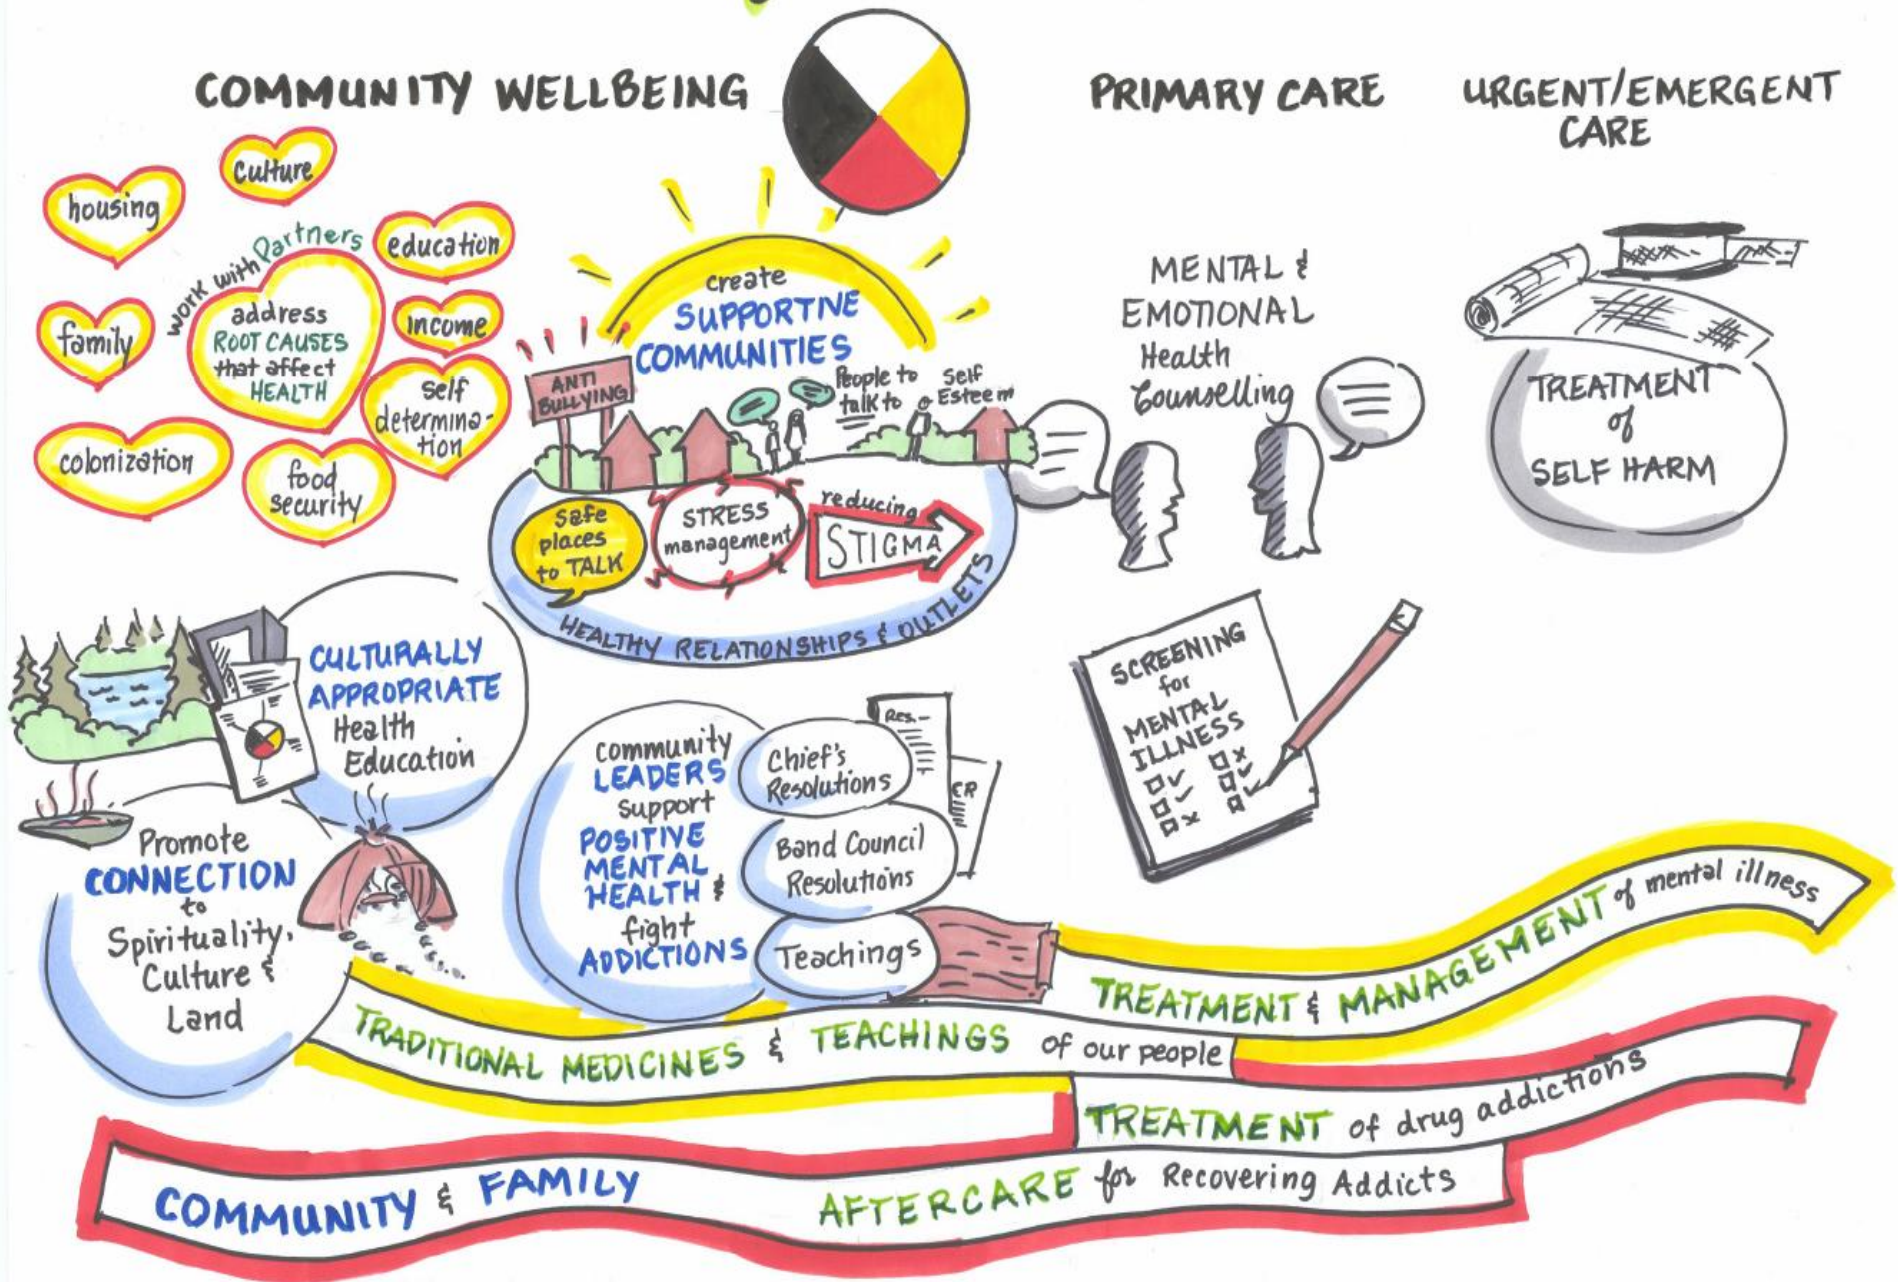 COMMUNITY WELLBEING
PRIMARY CARE
URGENT/EMERGENT
CARE
culture
housing
education
work with Partners
address
ROOT CAUSES
that affect
HEALTH
income
family
self
determina-
tion
colonization
food
security
create
SUPPORTIVE
COMMUNITIES
ANTI
BULLYING
People to
talk to
Self
Esteem
safe
places
to TALK
STRESS
management
reducing
STIGMA
HEALTHY RELATIONSHIPS & OUTLETS
MENTAL &
EMOTIONAL
Health
Counselling
TREATMENT
of
SELF HARM
CULTURALLY
APPROPRIATE
Health
Education
Promote
CONNECTION
to
Spirituality,
Culture &
Land
community
LEADERS
support
POSITIVE
MENTAL
HEALTH &
fight
ADDICTIONS
Chief's
Resolutions
Res.-
BCR
Band Council
Resolutions
Teachings
SCREENING
for
MENTAL
ILLNESS
TRADITIONAL MEDICINES & TEACHINGS of our people
TREATMENT & MANAGEMENT of mental illness
TREATMENT of drug addictions
COMMUNITY & FAMILY AFTERCARE for Recovering Addicts